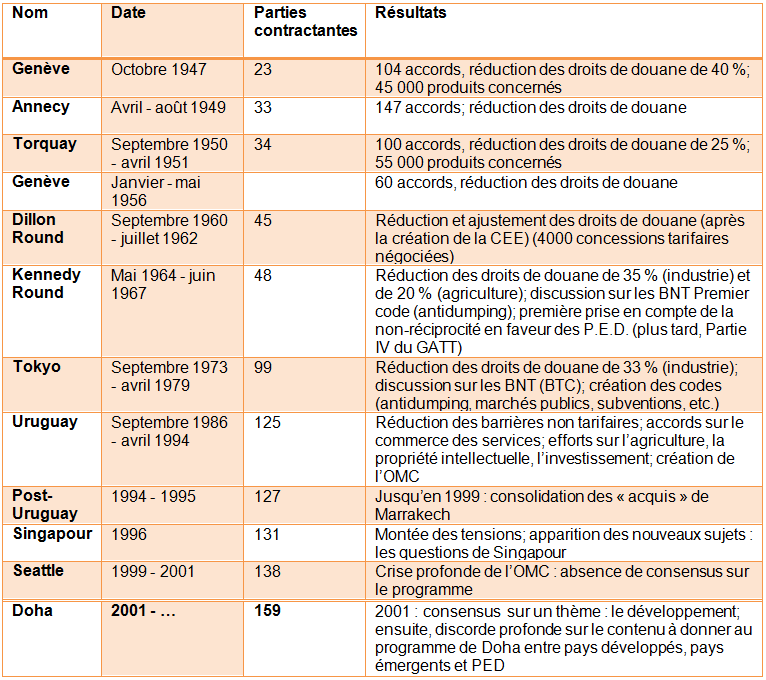 Nom Date Parties contractantes Résultats
Genève Octobre 1947 23 104 accords, réduction des droits de douane de 40 %;
45 000 produits concernés
Annecy Avril - août 1949 33 147 accords; réduction des droits de douane
Torquay Septembre 1950 34 100 accords, réduction des droits de douane de 25 %;
- avril 1951 55 000 produits concernés
Genève Janvier - mai 60 accords, réduction des droits de douane
1956
Dillon Septembre 1960 45 Réduction et ajustement des droits de douane (après
Round - juillet 1962 la création de la CEE) (4000 concessions tarifaires
négociées)
Kennedy Mai 1964 - juin 48 Réduction des droits de douane de 35 % (industrie) et
Round 1967 de 20 % (agriculture); discussion sur les BNT Premier
code (antidumping); première prise en compte de la
non-réciprocité en faveur des P.E.D. (plus tard, Partie
IV du GATT)
Tokyo Septembre 1973 99 Réduction des droits de douane de 33 % (industrie);
- avril 1979 discussion sur les BNT (BTC); création des codes
(antidumping, marchés publics, subventions, etc.)
Uruguay Septembre 1986 125 Réduction des barrières non tarifaires; accords sur le
- avril 1994 commerce des services; efforts sur l’agriculture, la
propriété intellectuelle, l’investissement; création de
l’OMC
Post- 1994 - 1995 127 Jusqu’en 1999 : consolidation des « acquis » de
Uruguay Marrakech
Singapour 1996 131 Montée des tensions; apparition des nouveaux sujets :
les questions de Singapour
Seattle 1999 - 2001 138 Crise profonde de l’OMC : absence de consensus sur
le programme
Doha 2001 - … 159 2001 : consensus sur un thème : le développement;
ensuite, discorde profonde sur le contenu à donner au
programme de Doha entre pays développés, pays
émergents et PED